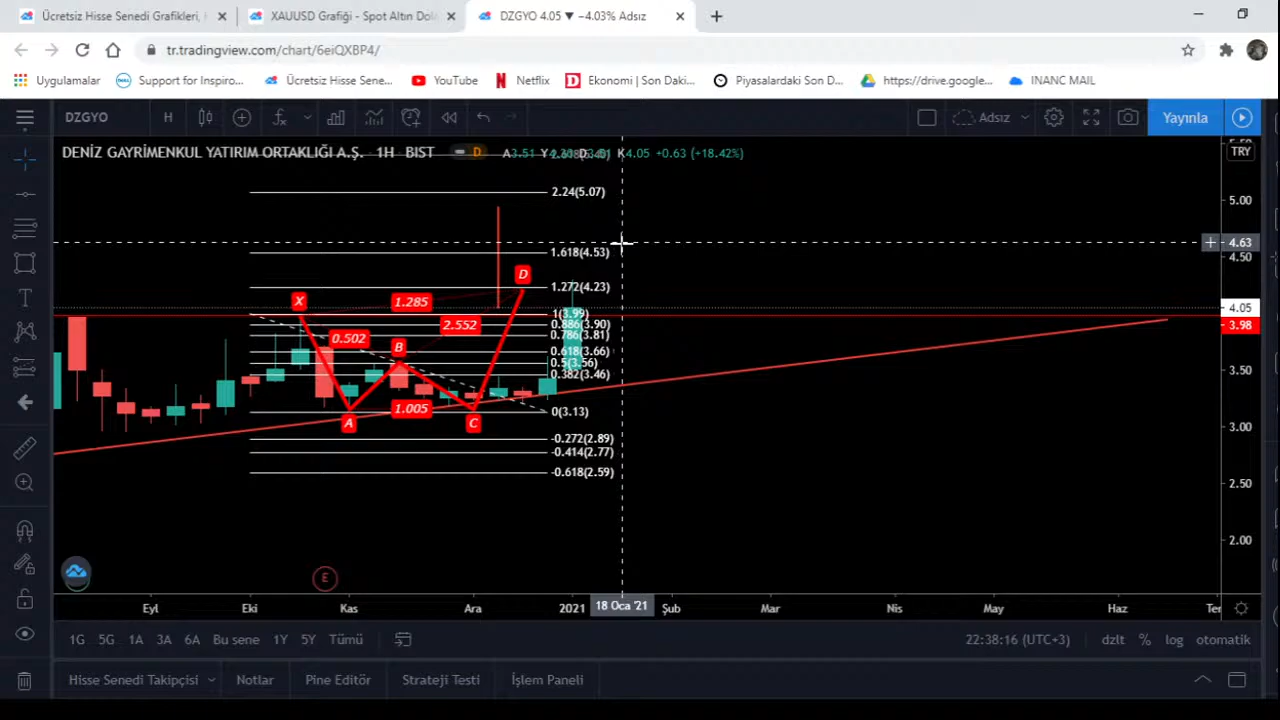 Ücretsiz Hisse Senedi Grafikleri, H
XAUUSD Grafiği - Spot Altın Dola
DZGYO 4.05 ▼ −4.03% Adsız
tr.tradingview.com/chart/6eiQXBP4/
Uygulamalar
Support for Inspiro...
Ücretsiz Hisse Sene...
YouTube
Netflix
Ekonomi | Son Daki...
Piyasalardaki Son D...
https://drive.google...
INANC MAIL
DZGYO
H
Adsız
Yayınla
DENİZ GAYRİMENKUL YATIRIM ORTAKLIĞI A.Ş. 1H BIST
D
A3.51 D K4.05 +0.63 (+18.42%)
TRY
2.24(5.07)
5.00
4.63
1.618(4.53)
4.50
D
1.272(4.23)
X
1.285
4.05
1(3.99)
0.886(3.90)
3.98
2.552
0.786(3.81)
0.502
B
0.618(3.66)
0.5(3.56)
0.382(3.46)
3.50
1.005
0(3.13)
A
C
3.00
-0.272(2.89)
-0.414(2.77)
-0.618(2.59)
2.50
2.00
E
Eyl
Eki
Kas
Ara
2021
18 Oca '21
Şub
Mar
Nis
May
Haz
Ter
1G
5G
1A
3A
6A
Bu sene
1Y
5Y
Tümü
22:38:16 (UTC+3)
dzlt
%
log
otomatik
Hisse Senedi Takipçisi
Notlar
Pine Editör
Strateji Testi
İşlem Paneli